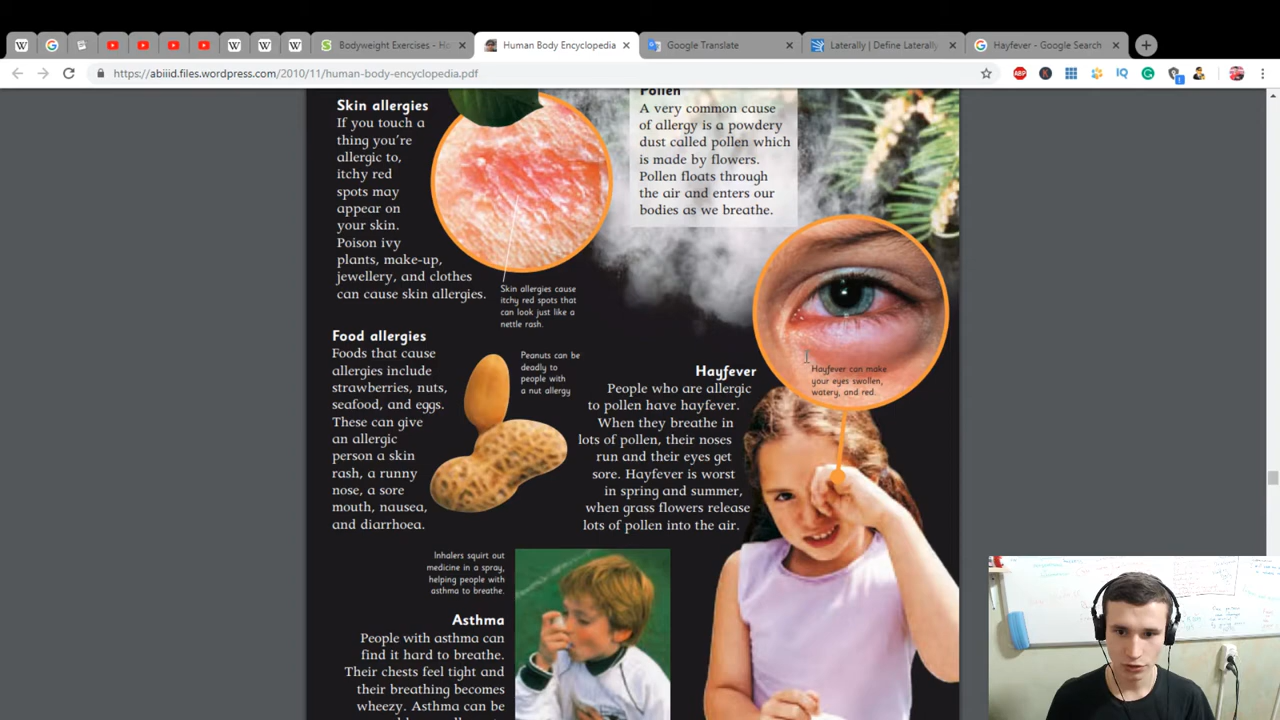 Bodyweight Exercises - Ho
Human Body Encyclopedia
Google Translate
Laterally | Define Laterally
Hayfever - Google Search
https://abiiid.files.wordpress.com/2010/11/human-body-encyclopedia.pdf
Skin allergies
If you touch a
thing you're
allergic to,
itchy red
spots may
appear on
your skin.
Poison ivy
plants, make-up,
jewellery, and clothes
can cause skin allergies.
Skin allergies cause
itchy red spots that
can look just like a
nettle rash.
Pollen
A very common cause
of allergy is a powdery
dust called pollen which
is made by flowers.
Pollen floats through
the air and enters our
bodies as we breathe.
Hayfever can make
your eyes swollen,
watery, and red.
Food allergies
Foods that cause
allergies include
strawberries, nuts,
seafood, and eggs.
These can give
an allergic
person a skin
rash, a runny
nose, a sore
mouth, nausea,
and diarrhoea.
Peanuts can be
deadly to
people with
a nut allergy
Hayfever
People who are allergic
to pollen have hayfever.
When they breathe in
lots of pollen, their noses
run and their eyes get
sore. Hayfever is worst
in spring and summer,
when grass flowers release
lots of pollen into the air.
Inhalers squirt out
medicine in a spray,
helping people with
asthma to breathe.
Asthma
People with asthma can
find it hard to breathe.
Their chests feel tight and
their breathing becomes
wheezy. Asthma can be